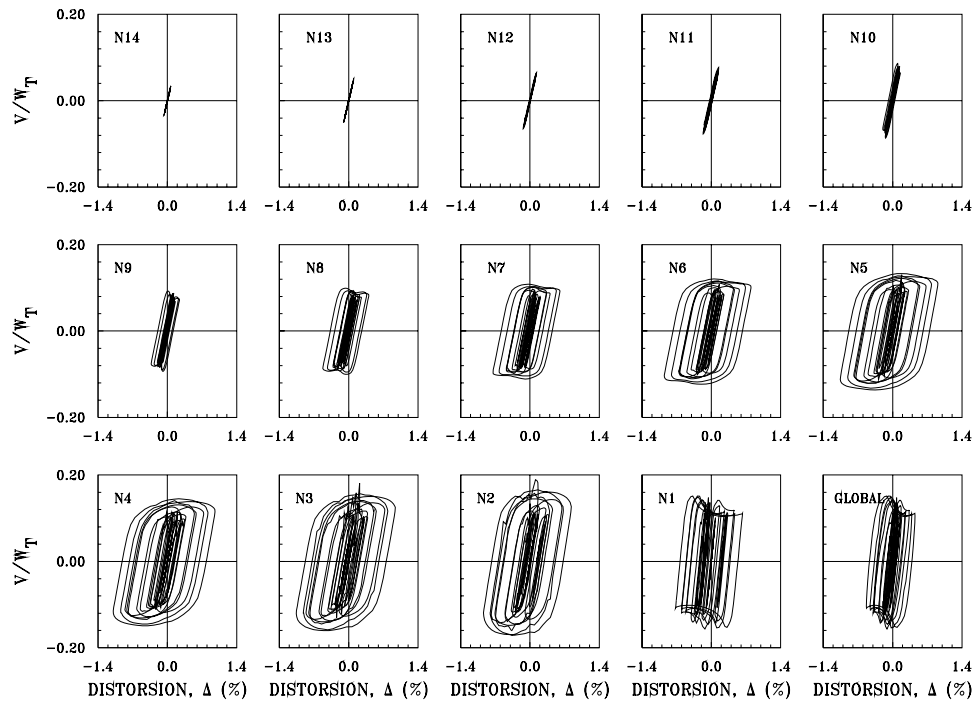 0.20
V/W_T
0.00
-0.20
N14
N13
N12
N11
N10
-1.4 0.0 1.4
-1.4 0.0 1.4
-1.4 0.0 1.4
-1.4 0.0 1.4
-1.4 0.0 1.4
0.20
V/W_T
0.00
-0.20
N9
N8
N7
N6
N5
-1.4 0.0 1.4
-1.4 0.0 1.4
-1.4 0.0 1.4
-1.4 0.0 1.4
-1.4 0.0 1.4
0.20
V/W_T
0.00
-0.20
N4
N3
N2
N1
GLOBAL
-1.4 0.0 1.4
-1.4 0.0 1.4
-1.4 0.0 1.4
-1.4 0.0 1.4
-1.4 0.0 1.4
DISTORSION, Δ (%)
DISTORSION, Δ (%)
DISTORSION, Δ (%)
DISTORSION, Δ (%)
DISTORSION, Δ (%)